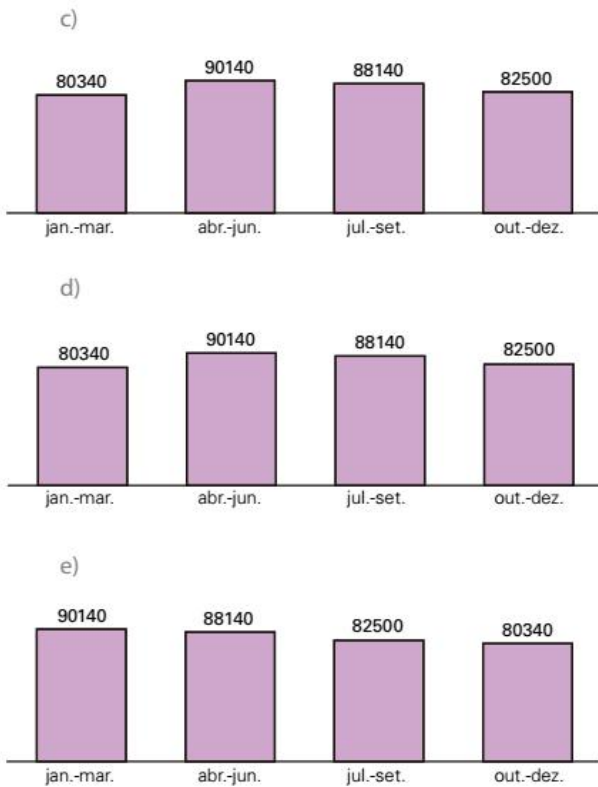 c)
80340 90140 88140 82500
jan.-mar. abr.-jun. jul.-set. out.-dez.
d)
80340 90140 88140 82500
jan.-mar. abr.-jun. jul.-set. out.-dez.
e)
90140 88140 82500 80340
jan.-mar. abr.-jun. jul.-set. out.-dez.